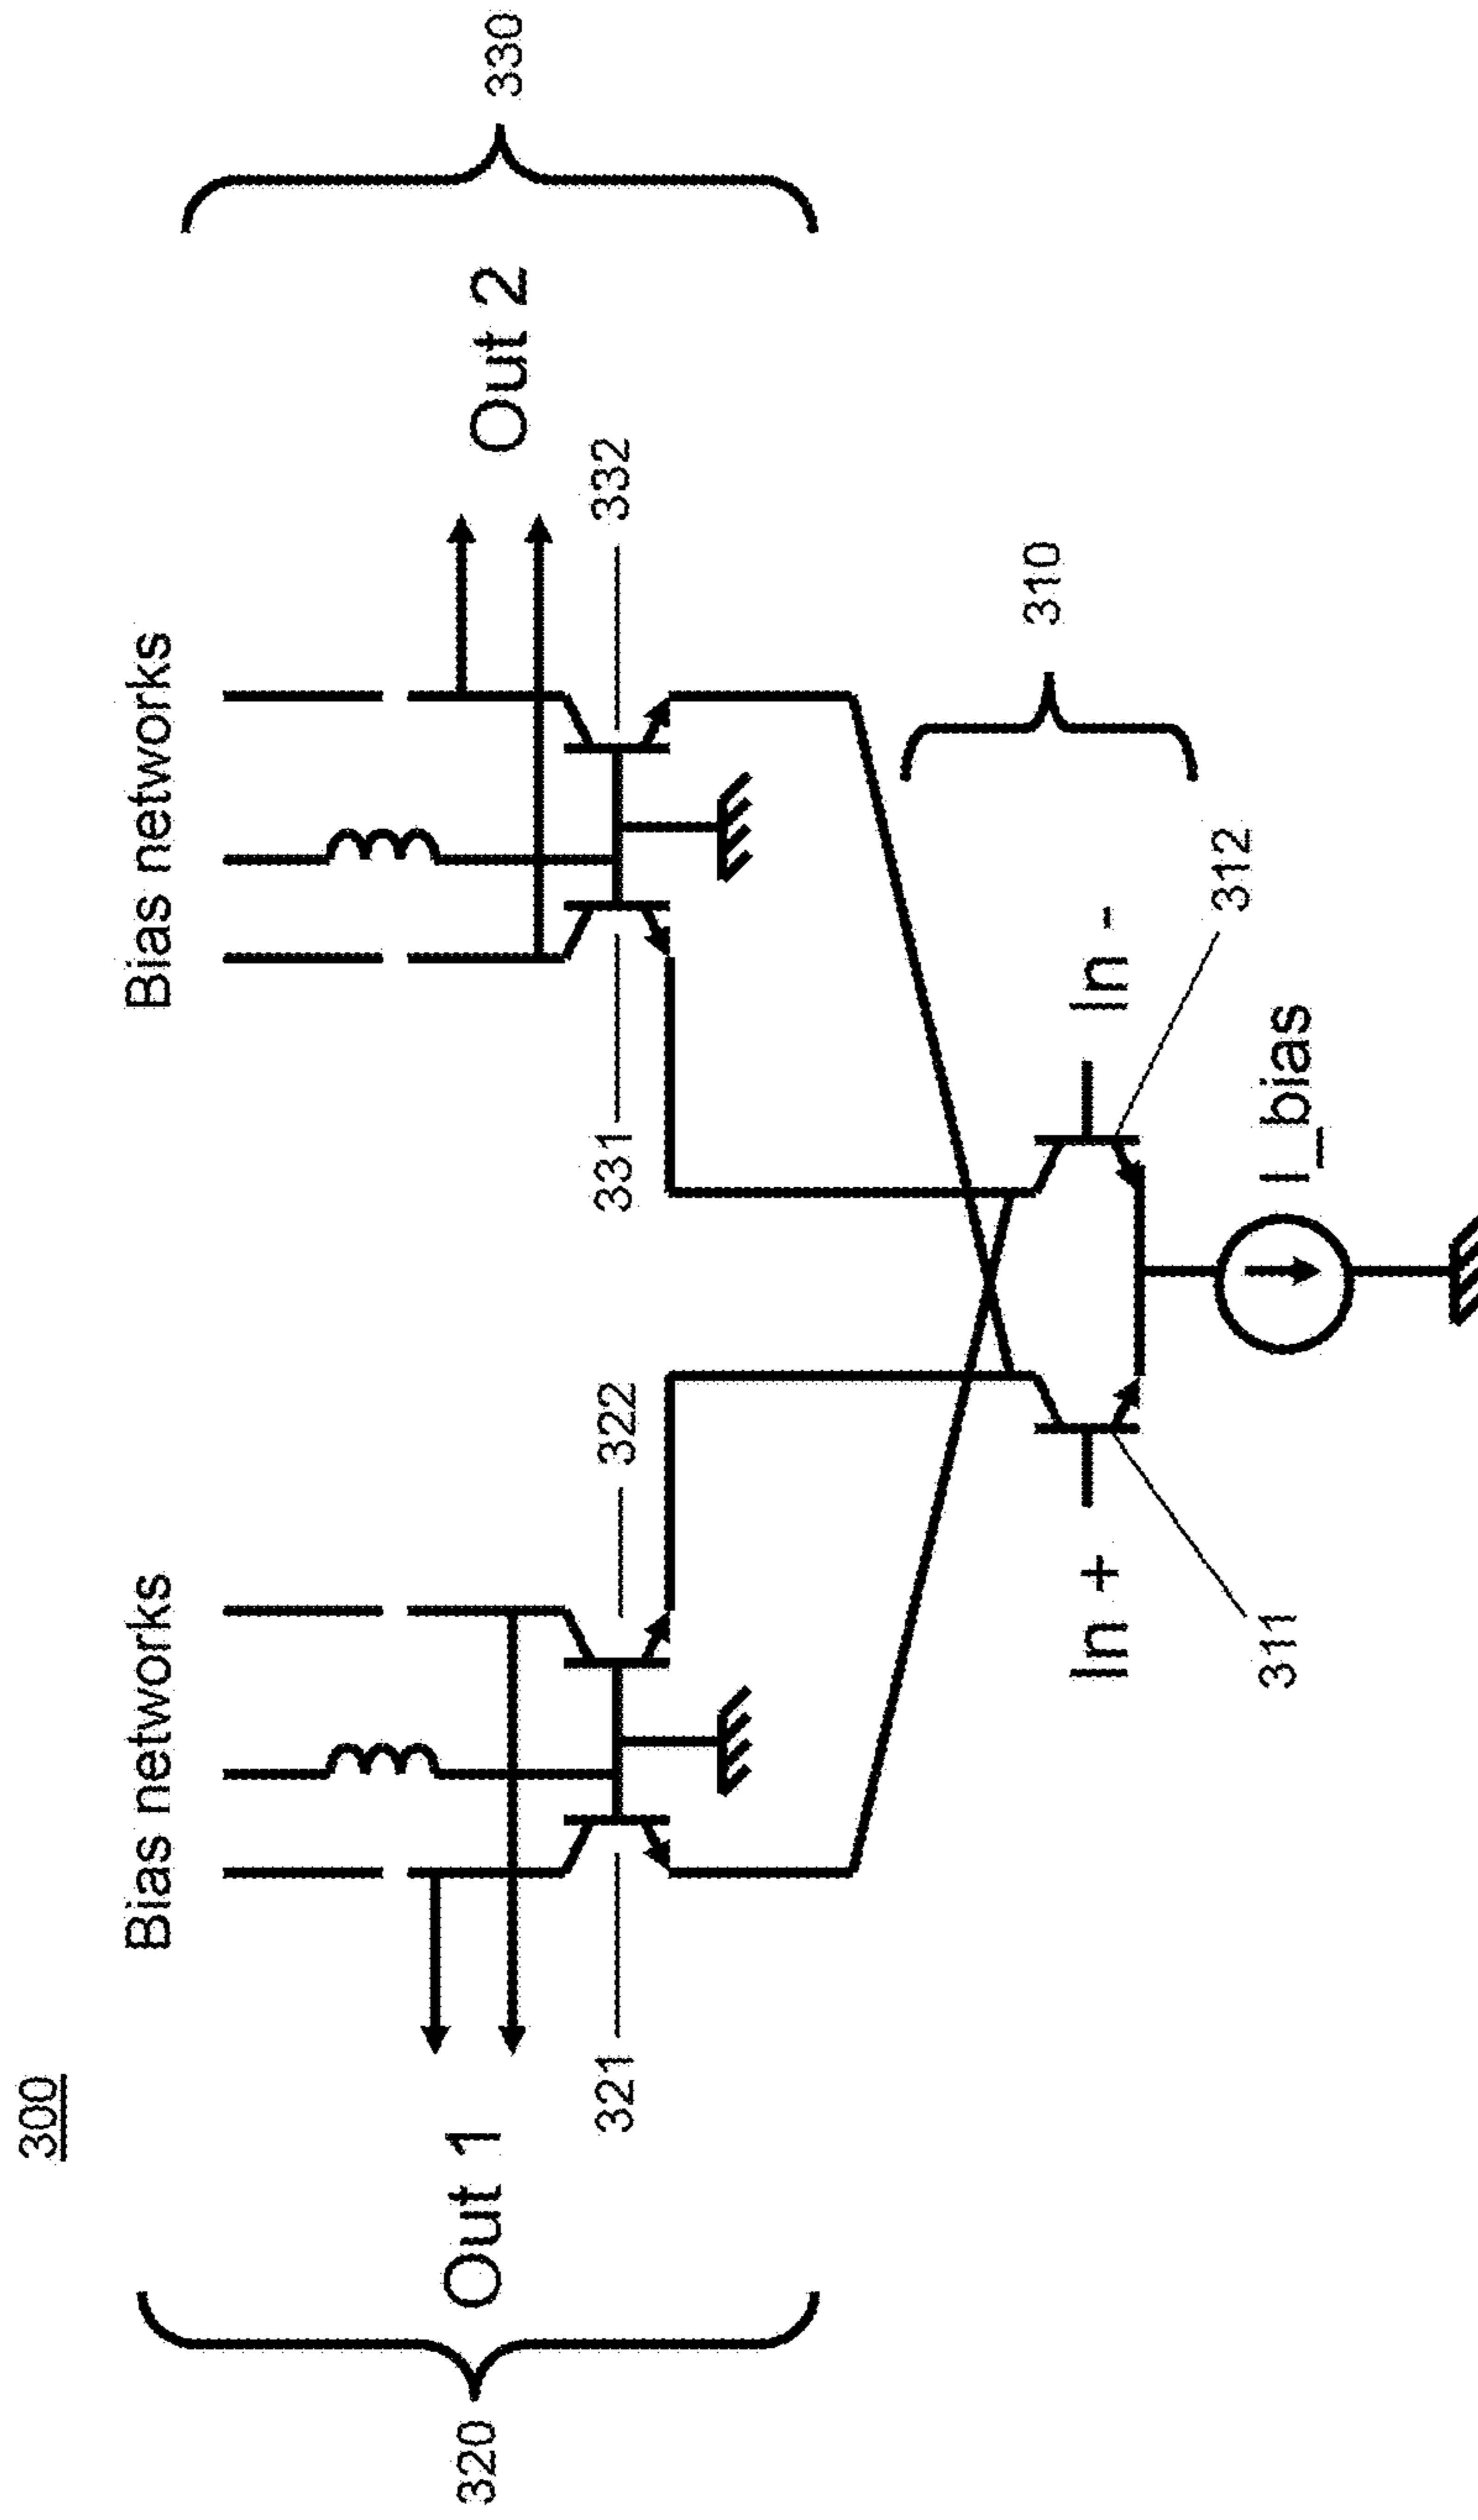 300
Bias networks
Bias networks
320
Out 1
Out 2
330
321
322
331
332
310
In +
In -
311
312
I_bias